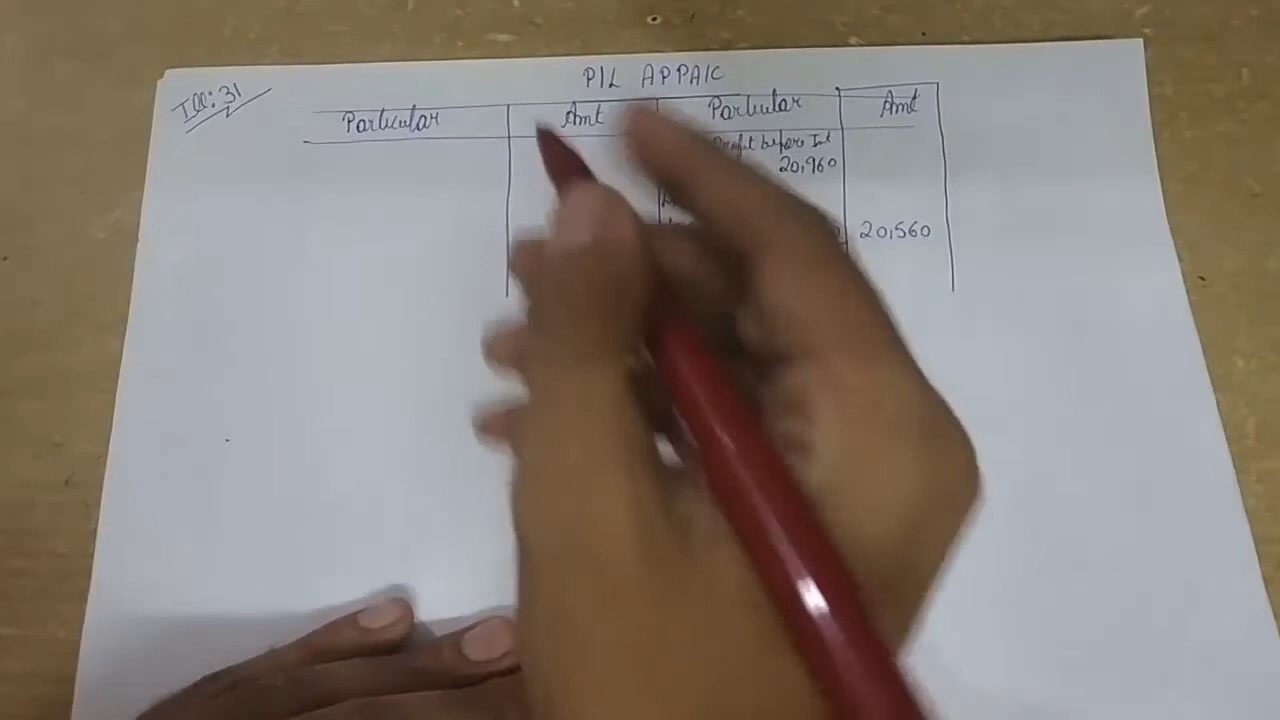 Ill: 31
P/L APPA/C
Particular Amt Particular Amt
Profit before Int
20,960
20,560